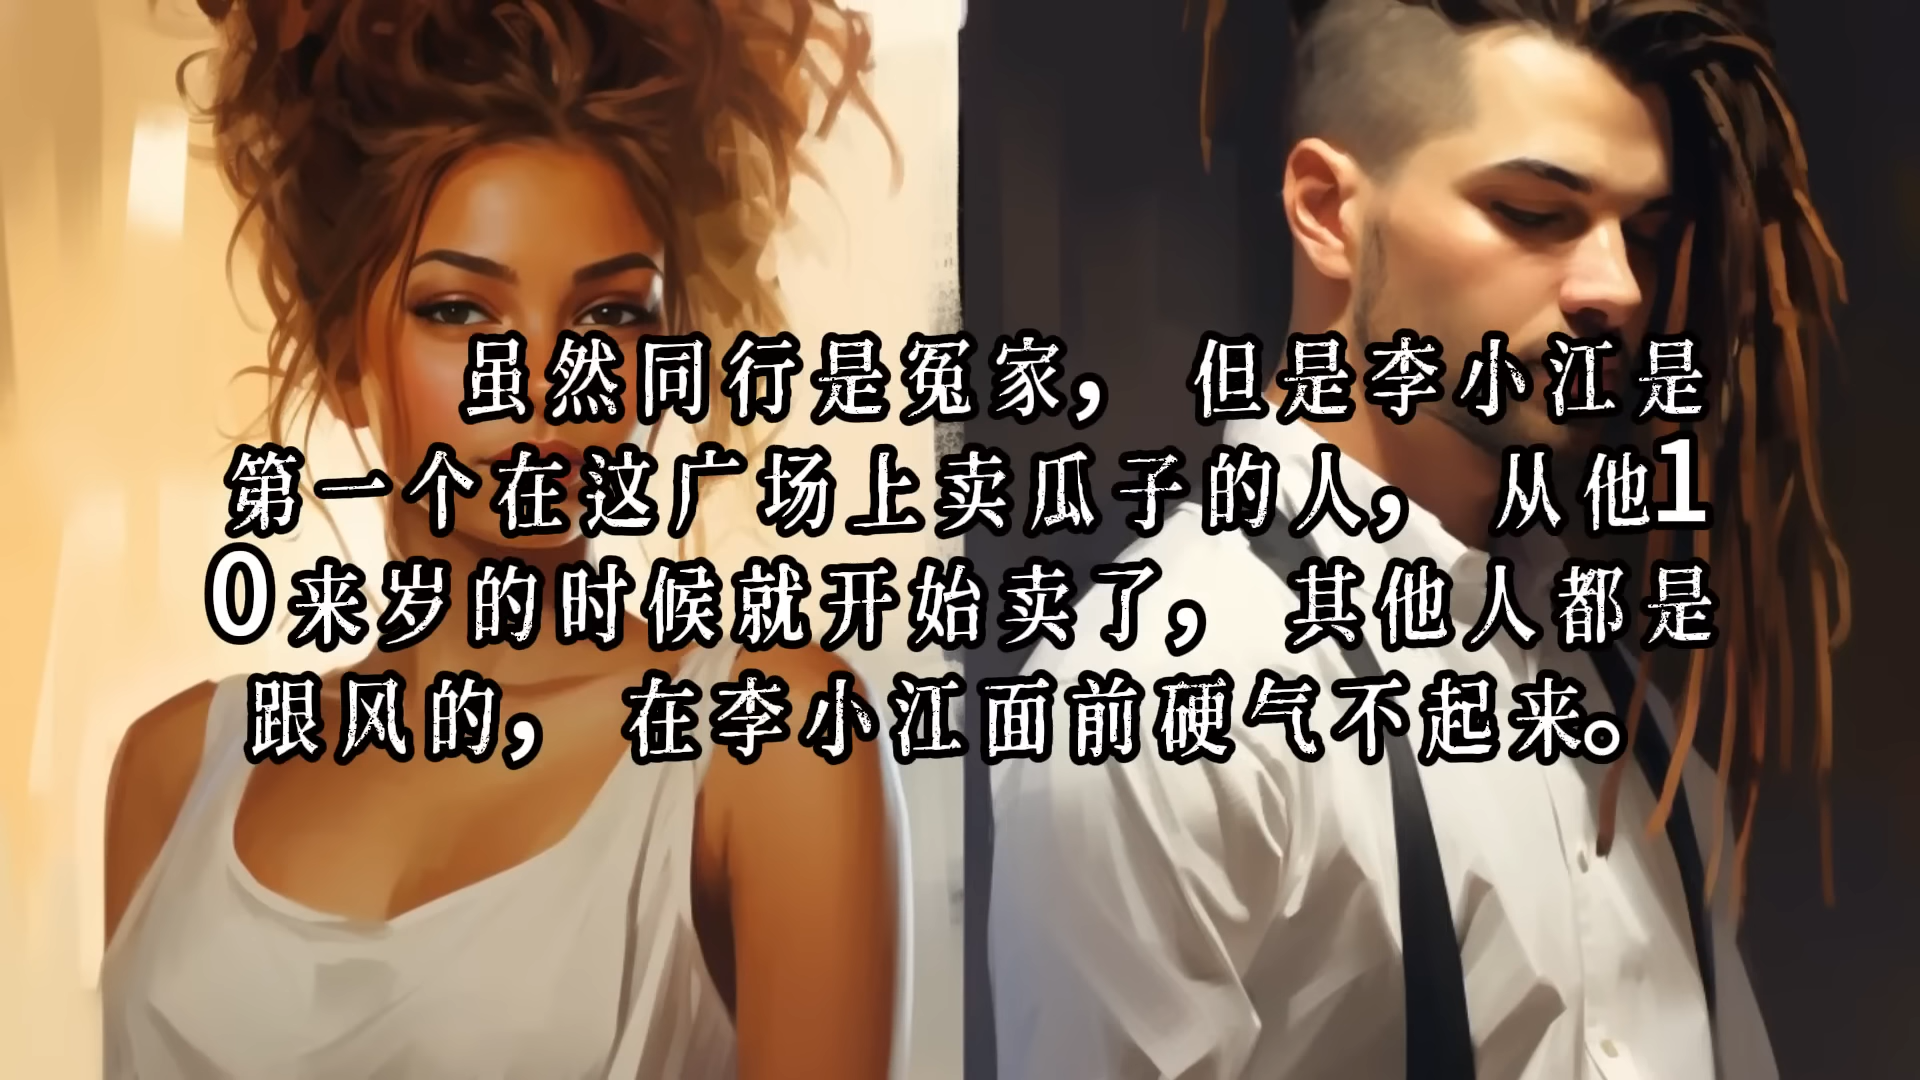 虽然同行是冤家，但是李小江是
第一个在这广场上卖瓜子的人，从他1
0来岁的时候就开始卖了，其他人都是
跟风的，在李小江面前硬气不起来。